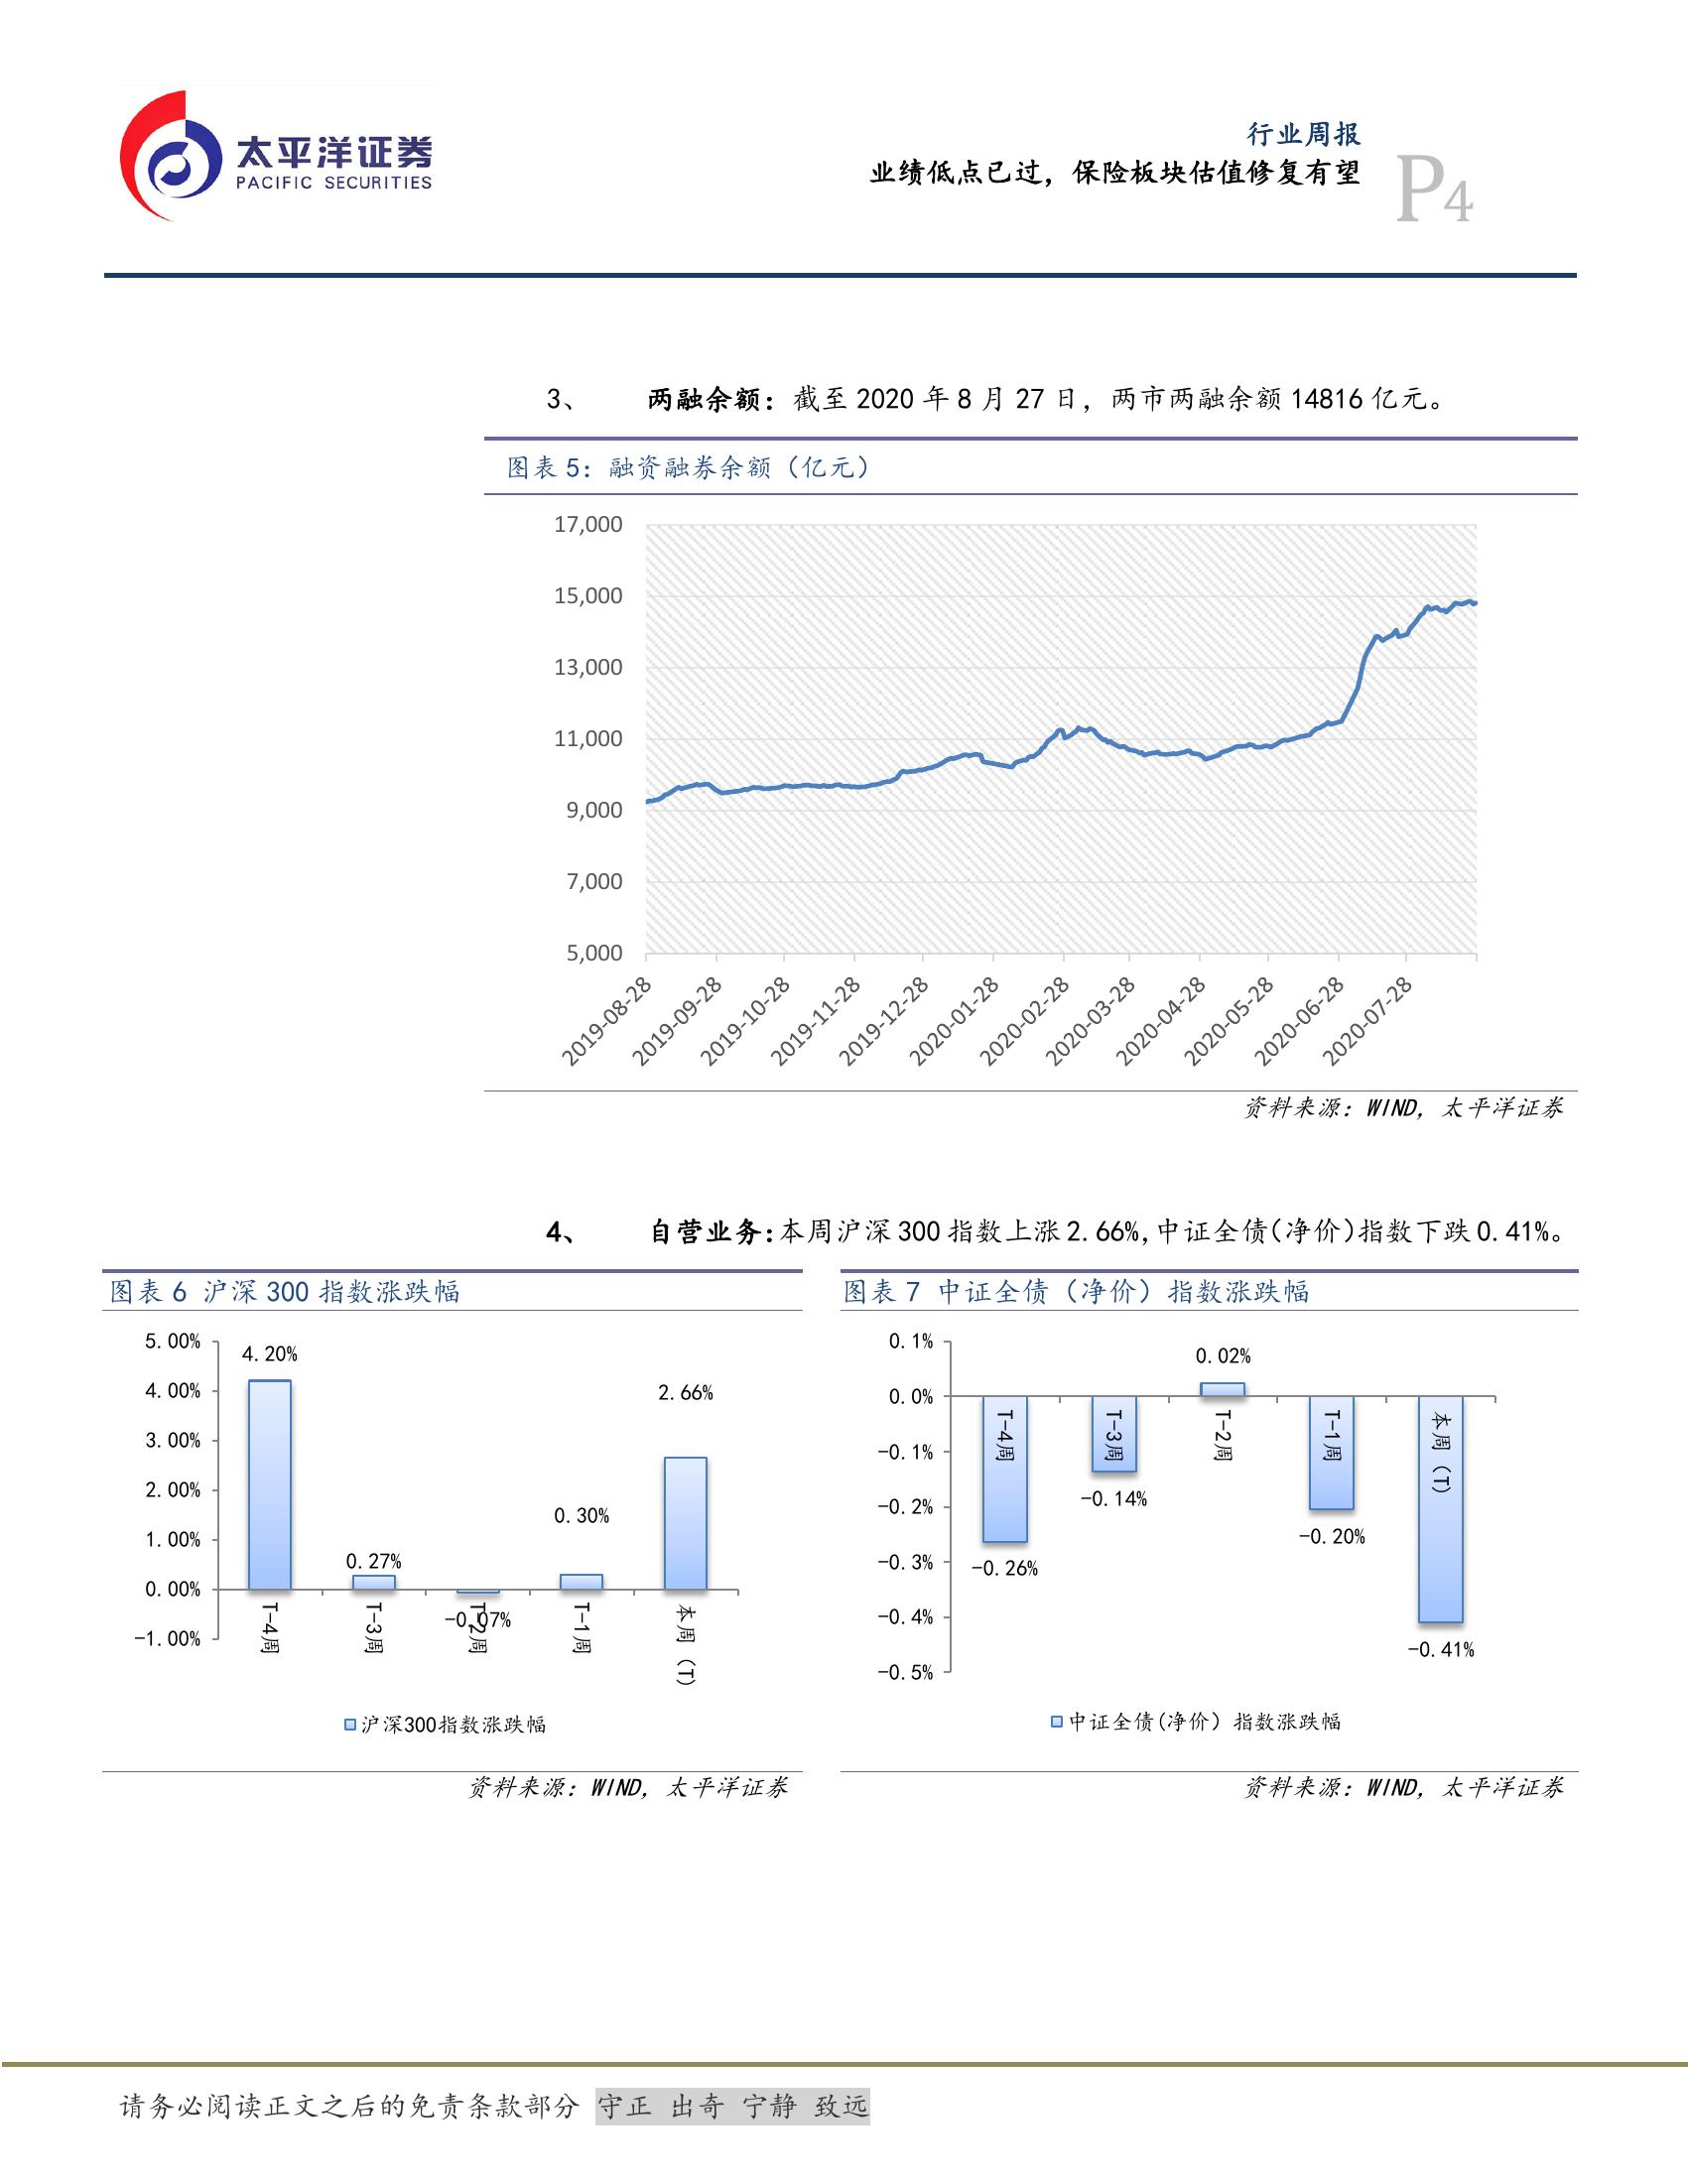 太平洋证券
PACIFIC SECURITIES
行业周报
业绩低点已过，保险板块估值修复有望
P4
3、 两融余额：截至 2020 年 8 月 27 日，两市两融余额 14816 亿元。
图表 5：融资融券余额（亿元）
17,000
15,000
13,000
11,000
9,000
7,000
5,000
2019-08-28
2019-09-28
2019-10-28
2019-11-28
2019-12-28
2020-01-28
2020-02-28
2020-03-28
2020-04-28
2020-05-28
2020-06-28
2020-07-28
资料来源：WIND，太平洋证券
4、 自营业务:本周沪深 300 指数上涨 2.66%,中证全债(净价)指数下跌 0.41%。
图表 6 沪深 300 指数涨跌幅
5.00%
4.00%
3.00%
2.00%
1.00%
0.00%
-1.00%
4.20%
0.27%
-0.07%
0.30%
2.66%
T-4周
T-3周
T-2周
T-1周
本周（T）
沪深300指数涨跌幅
资料来源：WIND，太平洋证券
图表 7 中证全债（净价）指数涨跌幅
0.1%
0.0%
-0.1%
-0.2%
-0.3%
-0.4%
-0.5%
-0.26%
-0.14%
0.02%
-0.20%
-0.41%
T-4周
T-3周
T-2周
T-1周
本周（T）
中证全债(净价）指数涨跌幅
资料来源：WIND，太平洋证券
请务必阅读正文之后的免责条款部分 守正 出奇 宁静 致远